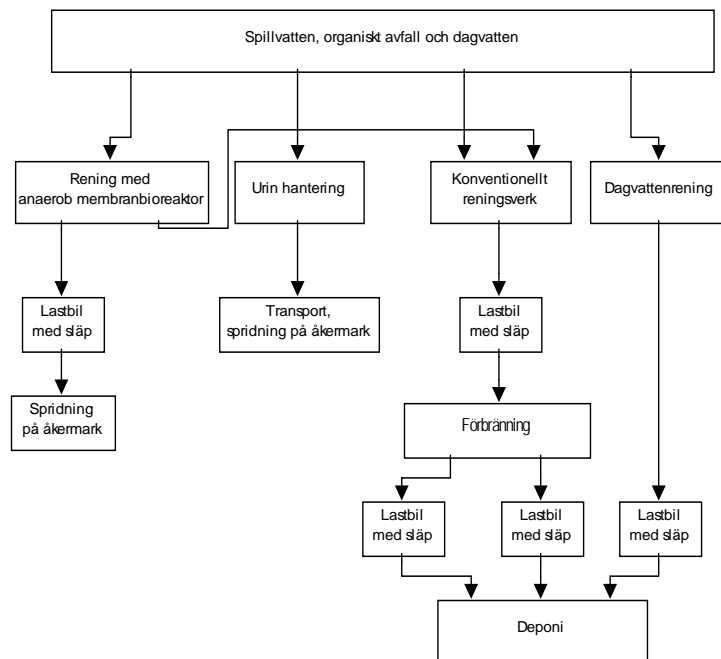 Spillvatten, organiskt avfall och dagvatten
Rening med
anaerob membranbioreaktor
Urin hantering
Konventionellt
reningsverk
Dagvattenrening
Lastbil
med släp
Transport,
spridning på åkermark
Lastbil
med släp
Spridning
på åkermark
Förbränning
Lastbil
med släp
Lastbil
med släp
Lastbil
med släp
Deponi